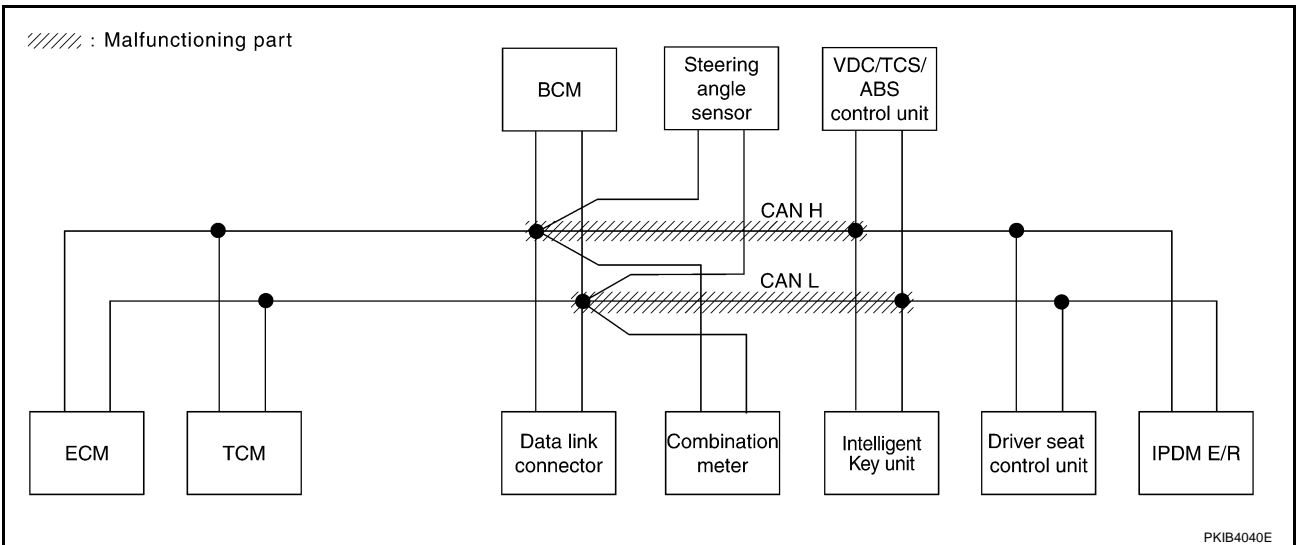 : Malfunctioning part
BCM
Steering
angle
sensor
VDC/TCS/
ABS
control unit
CAN H
CAN L
ECM
TCM
Data link
connector
Combination
meter
Intelligent
Key unit
Driver seat
control unit
IPDM E/R
PKIB4040E